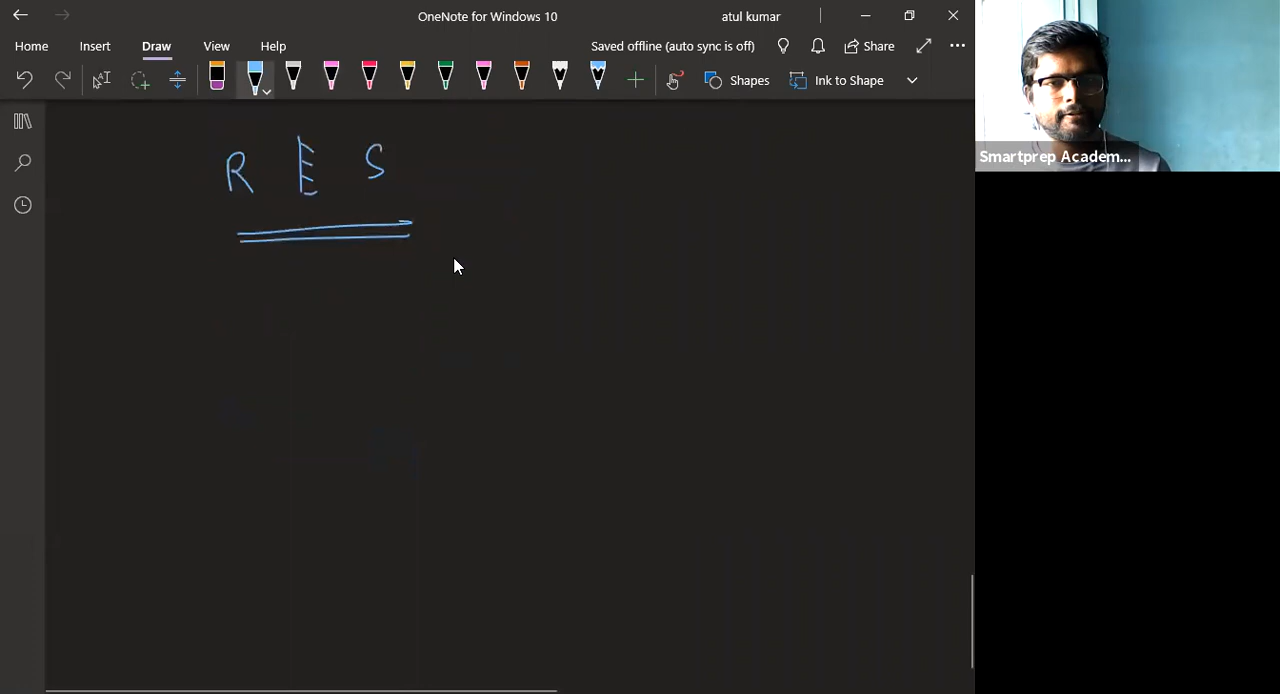 OneNote for Windows 10
atul kumar
Home Insert Draw View Help
Saved offline (auto sync is off)
Share
Shapes
Ink to Shape
Smartprep Academ...
R E S